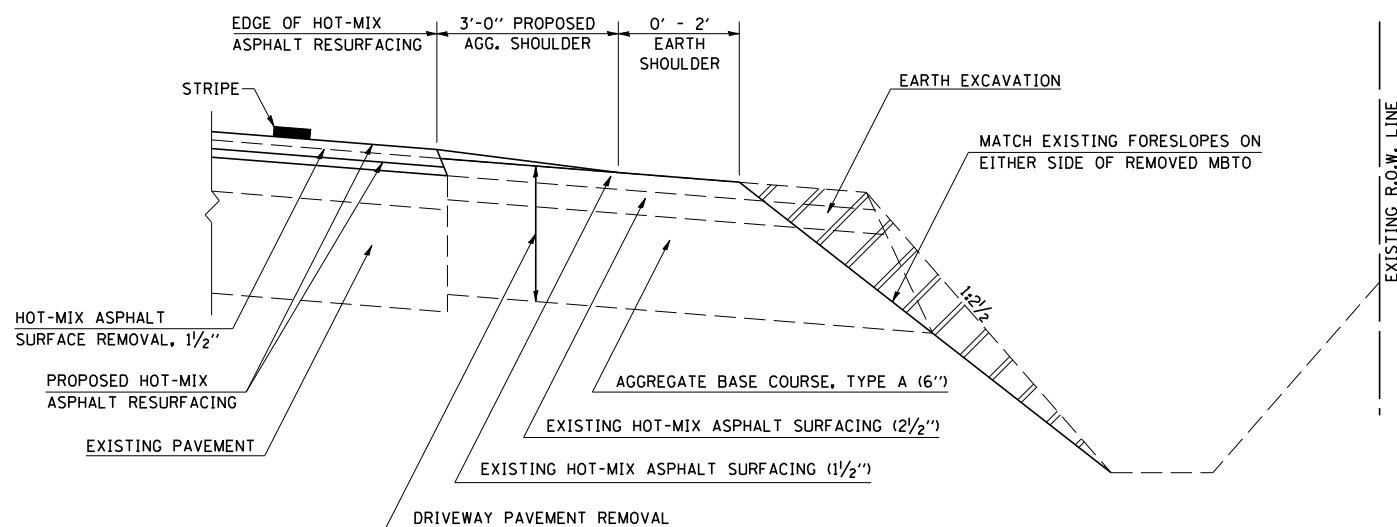 EDGE OF HOT-MIX
ASPHALT RESURFACING
3'-0" PROPOSED
AGG. SHOULDER
0' - 2'
EARTH
SHOULDER
STRIPE
EARTH EXCAVATION
MATCH EXISTING FORESLOPES ON
EITHER SIDE OF REMOVED MBTO
EXISTING R.O.W. LINE
1:2½
HOT-MIX ASPHALT
SURFACE REMOVAL, 1½"
PROPOSED HOT-MIX
ASPHALT RESURFACING
EXISTING PAVEMENT
AGGREGATE BASE COURSE, TYPE A (6")
EXISTING HOT-MIX ASPHALT SURFACING (2½")
EXISTING HOT-MIX ASPHALT SURFACING (1½")
DRIVEWAY PAVEMENT REMOVAL